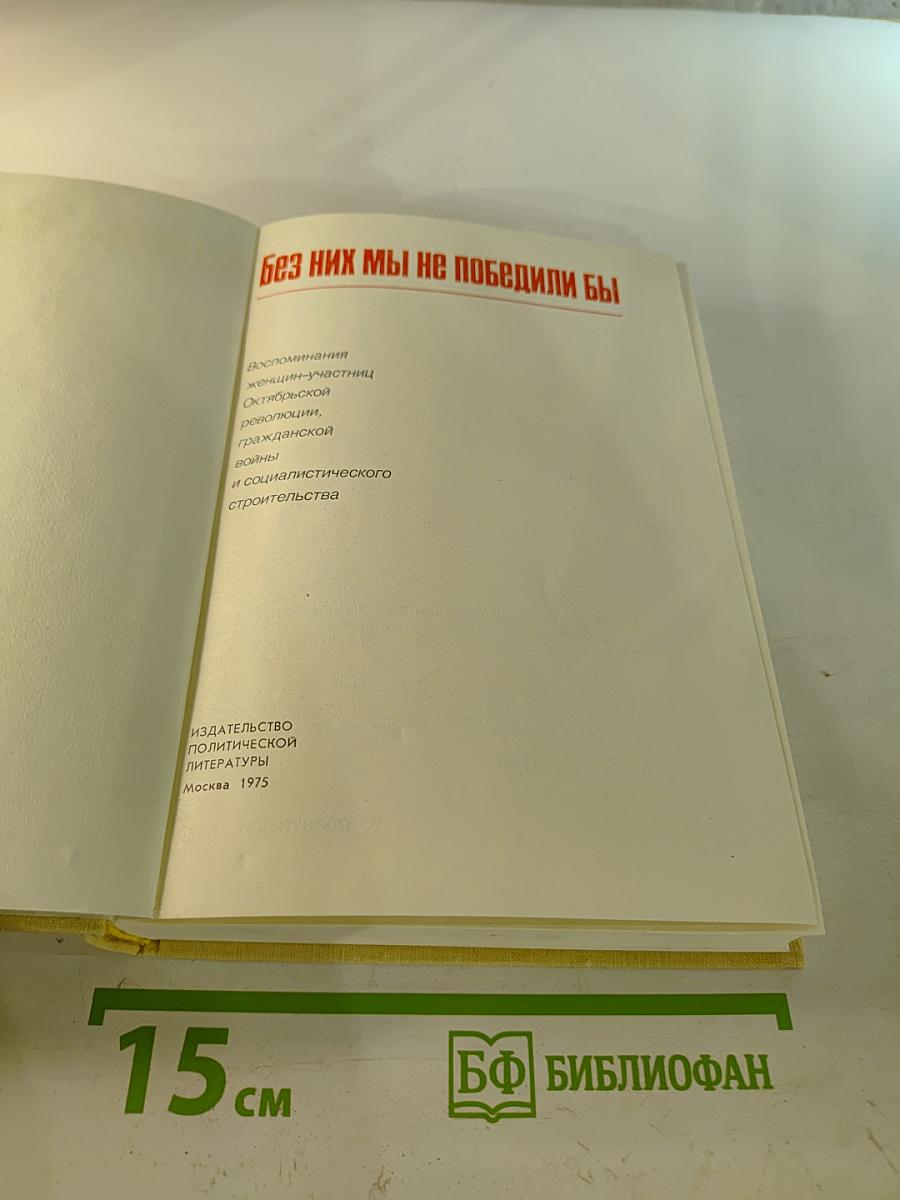 Без них мы не победили бы
Воспоминания
женщин–участниц
Октябрьской
революции,
гражданской
войны
и социалистического
строительства
ИЗДАТЕЛЬСТВО
ПОЛИТИЧЕСКОЙ
ЛИТЕРАТУРЫ
Москва 1975
15 см
БФ БИБЛИОФАН